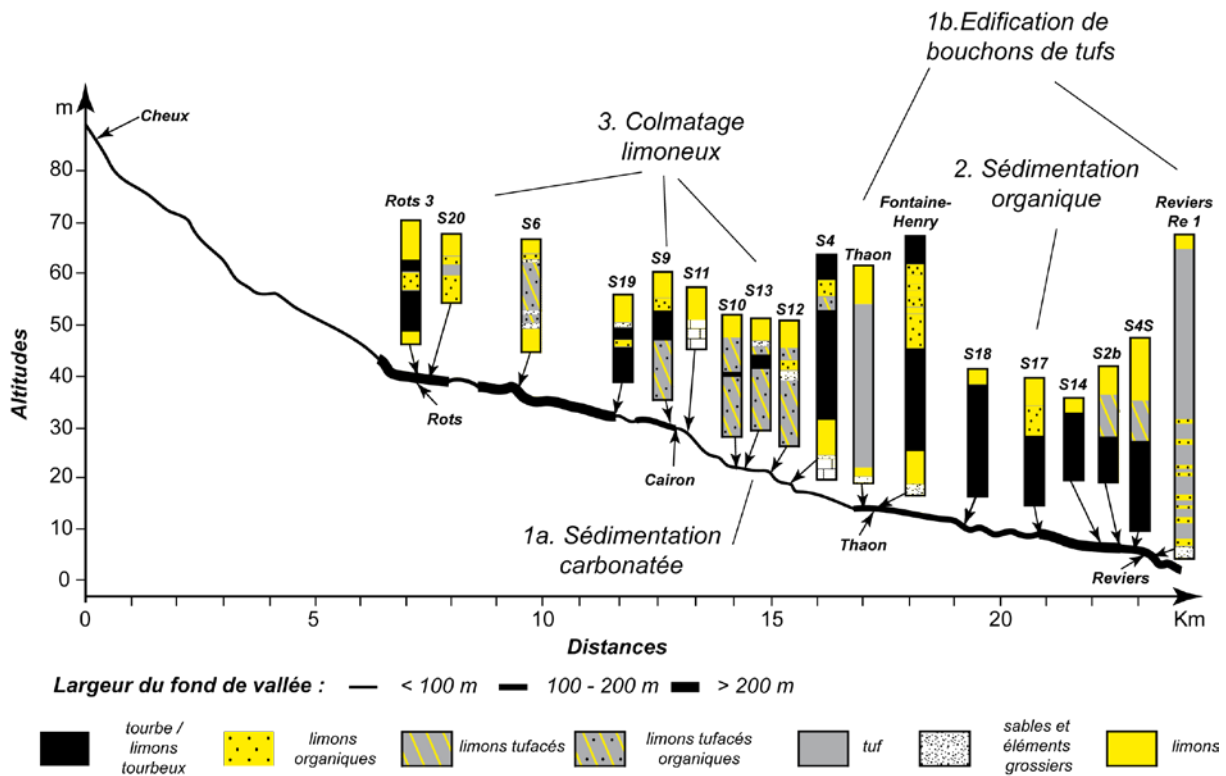 1b.Edification de
bouchons de tufs
m
Cheux
3. Colmatage
limoneux
2. Sédimentation
organique
80
70
60
50
40
30
20
10
0
Altitudes
Rots 3
S20
S6
S19
S9
S11
S10
S13
S12
S4
Thaon
Fontaine-
Henry
S18
S17
S14
S2b
S4S
Reviers
Re 1
Rots
Cairon
Thaon
Reviers
1a. Sédimentation
carbonatée
0
5
10
15
20
Km
Distances
Largeur du fond de vallée :
< 100 m
100 - 200 m
> 200 m
tourbe /
limons
tourbeux
limons
organiques
limons tufacés
limons
tufacés
organiques
tuf
sables et
éléments
grossiers
limons